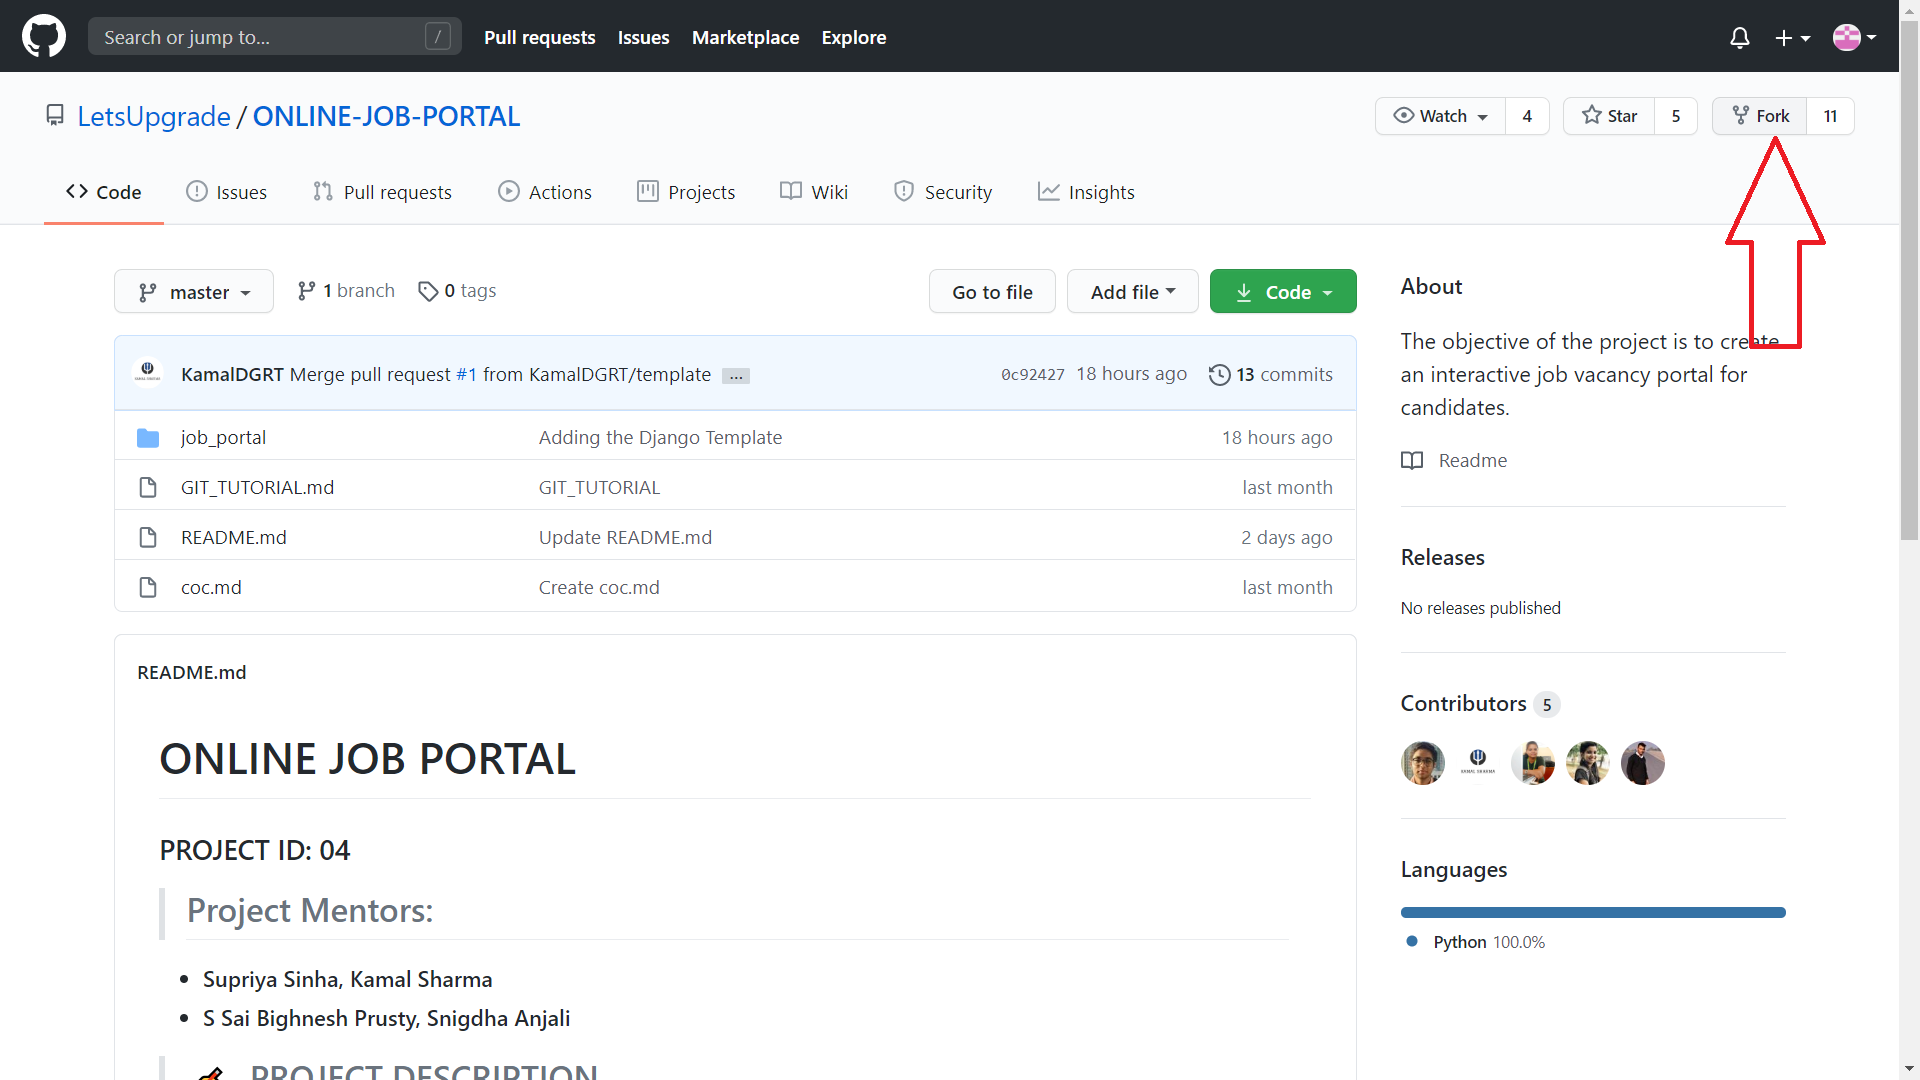 Search or jump to... /
Pull requests Issues Marketplace Explore
LetsUpgrade / ONLINE-JOB-PORTAL
Watch 4 Star 5 Fork 11
Code Issues Pull requests Actions Projects Wiki Security Insights
master 1 branch 0 tags Go to file Add file Code
KamalDGRT Merge pull request #1 from KamalDGRT/template ... 0c92427 18 hours ago 13 commits
job_portal Adding the Django Template 18 hours ago
GIT_TUTORIAL.md GIT_TUTORIAL last month
README.md Update README.md 2 days ago
coc.md Create coc.md last month
README.md
ONLINE JOB PORTAL
PROJECT ID: 04
Project Mentors:
Supriya Sinha, Kamal Sharma
S Sai Bighnesh Prusty, Snigdha Anjali
PROJECT DESCRIPTION
About
The objective of the project is to create
an interactive job vacancy portal for
candidates.
Readme
Releases
No releases published
Contributors 5
KAMAL SHARMA
Languages
Python 100.0%